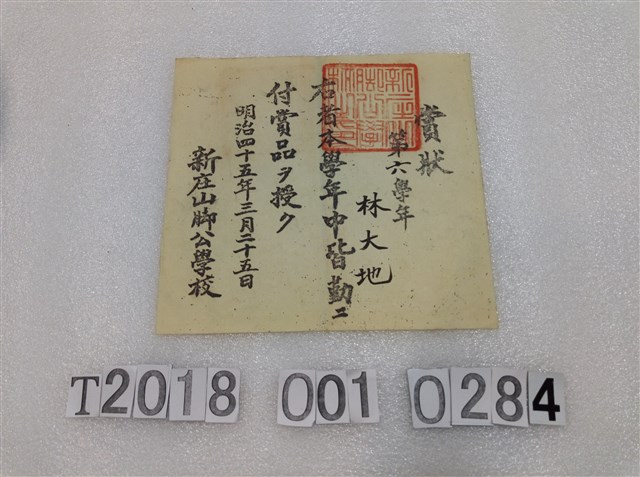 賞狀
第六學年
林大地
右者本學年中皆勤ニ
付賞品ヲ授ク
明治四十五年三月二十五日
新庄山脚公學校
T2018 001 0284